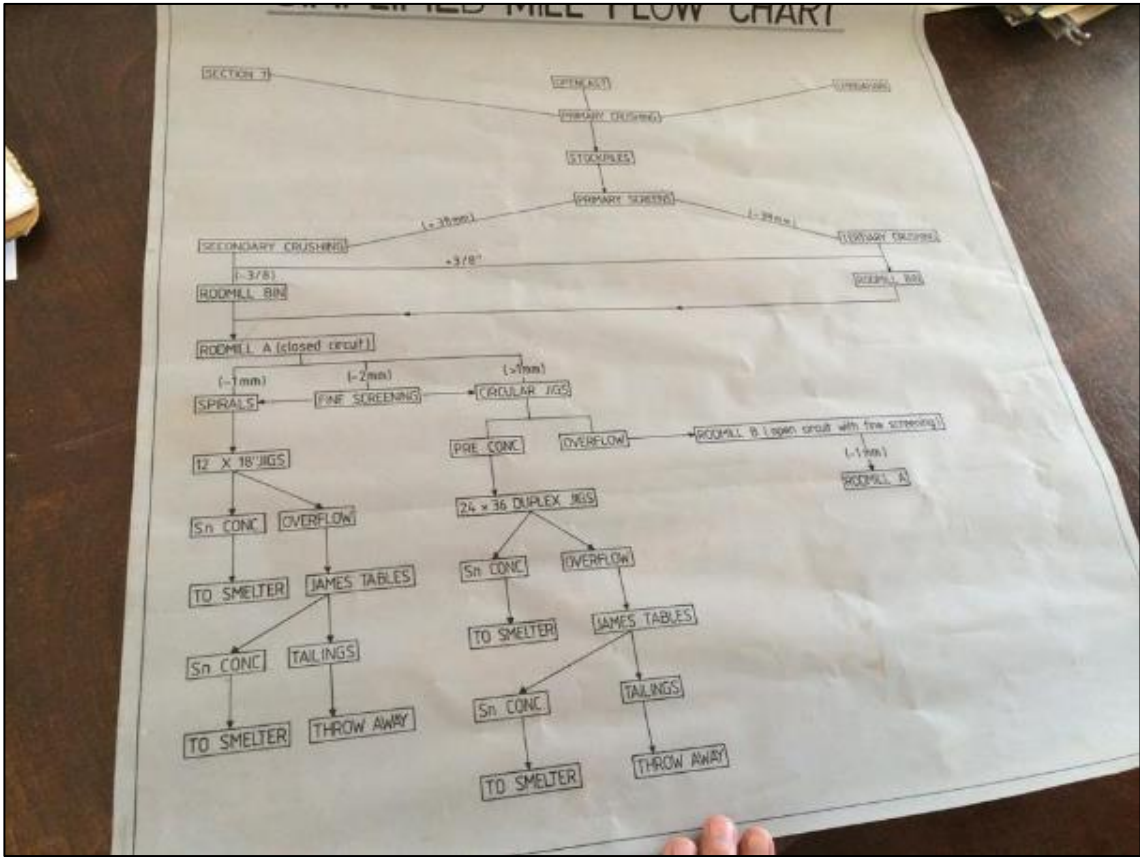 SIMPLIFIED MILL FLOW CHART
SECTION 7
OPENCAST
PRIMARY CRUSHING
STOCKPILES
PRIMARY SCREENS
SECONDARY CRUSHING
TERTIARY CRUSHING
+3/8"
(-3/8)
RODMILL BIN
RODMILL BIN
RODMILL A (closed circuit)
(-1mm)
(-2mm)
(>1mm)
SPIRALS
FINE SCREENING
CIRCULAR JIGS
PRE CONC
OVERFLOW
RODMILL B (open circuit with fine screening)
(-1mm)
RODMILL A
12 X 18"JIGS
24 x 36 DUPLEX JIGS
Sn CONC
OVERFLOW
Sn CONC
OVERFLOW
TO SMELTER
JAMES TABLES
TO SMELTER
JAMES TABLES
Sn CONC
TAILINGS
Sn CONC
TAILINGS
TO SMELTER
THROW AWAY
TO SMELTER
THROW AWAY